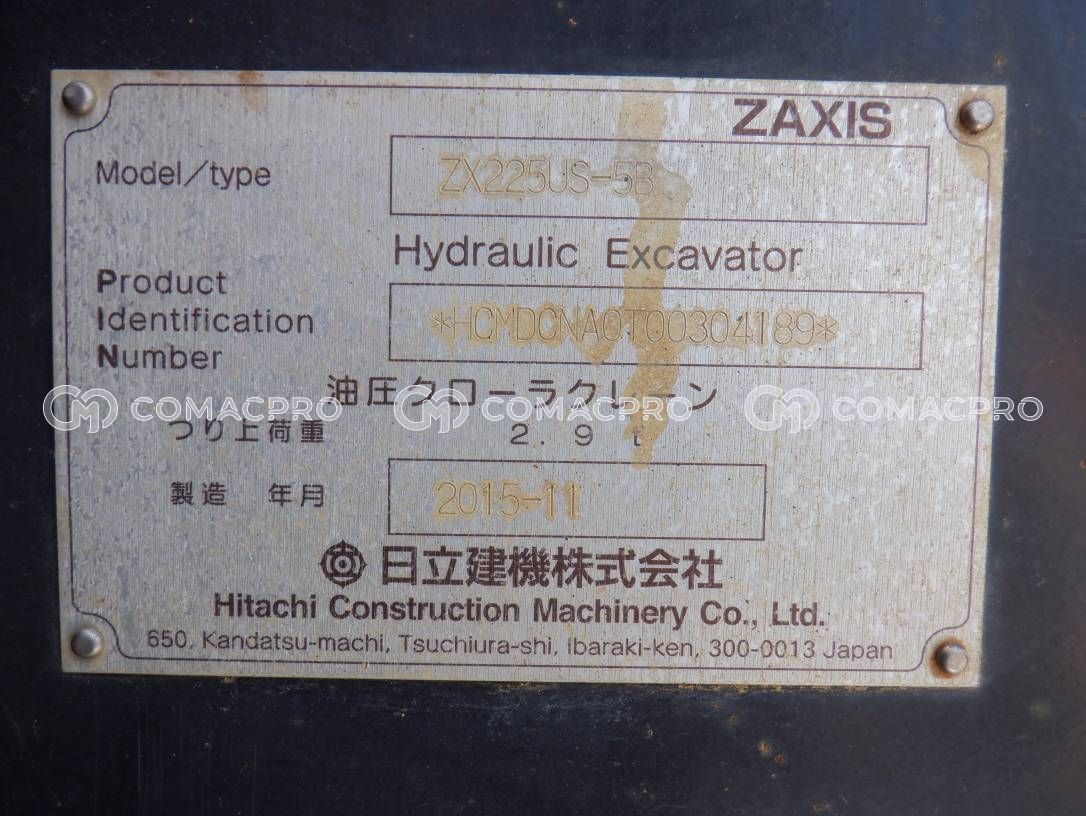 ZAXIS
Model/type ZX225US-5B
Hydraulic Excavator
Product
Identification
Number
*HCMDCNA0T00304189*
油圧クローラクレーン
COMACPRO COMACPRO COMACPRO
つり上荷重 2.9 t
製造 年月 2015-11
日立建機株式会社
Hitachi Construction Machinery Co., Ltd.
650, Kandatsu-machi, Tsuchiura-shi, Ibaraki-ken, 300-0013 Japan